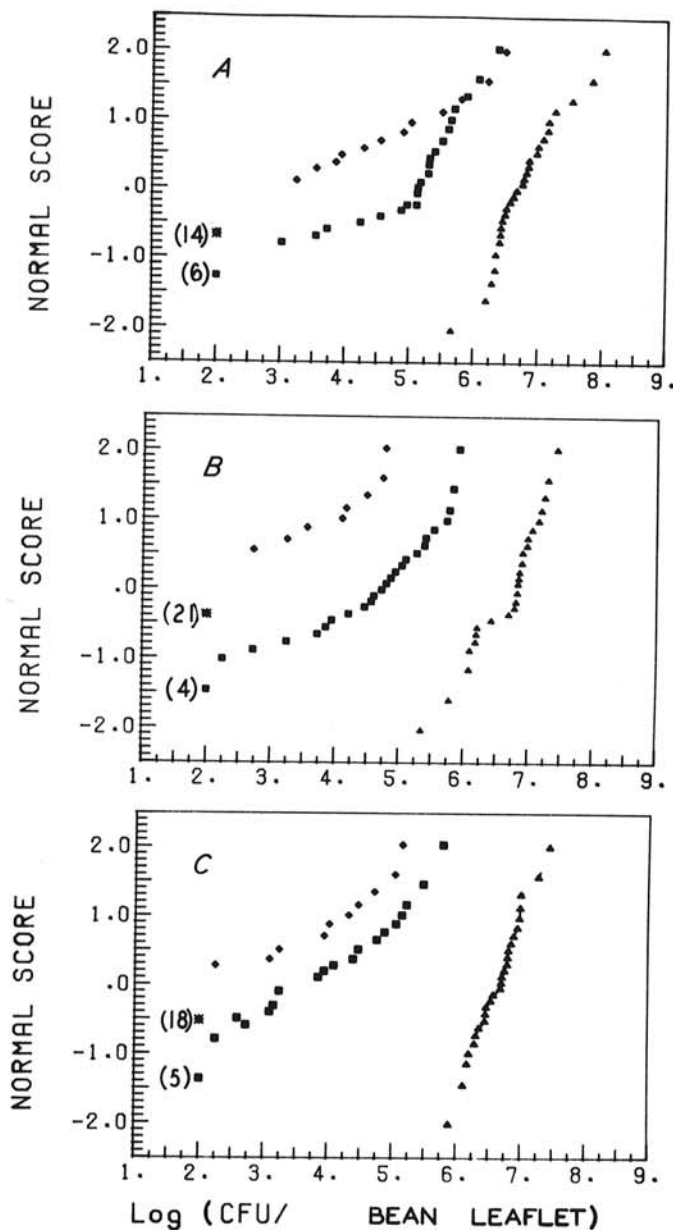 A
2.0
1.0
.0
-1.0
-2.0
NORMAL SCORE
(14)
(6)
1. 2. 3. 4. 5. 6. 7. 8. 9.
B
2.0
1.0
.0
-1.0
-2.0
NORMAL SCORE
(21)
(4)
1. 2. 3. 4. 5. 6. 7. 8. 9.
C
2.0
1.0
.0
-1.0
-2.0
NORMAL SCORE
(18)
(5)
1. 2. 3. 4. 5. 6. 7. 8. 9.
Log (CFU/ BEAN LEAFLET)